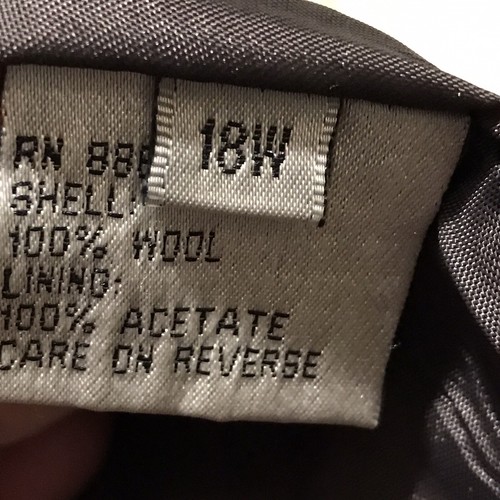 18W
RN 88
SHELL:
100% WOOL
LINING:
100% ACETATE
CARE ON REVERSE